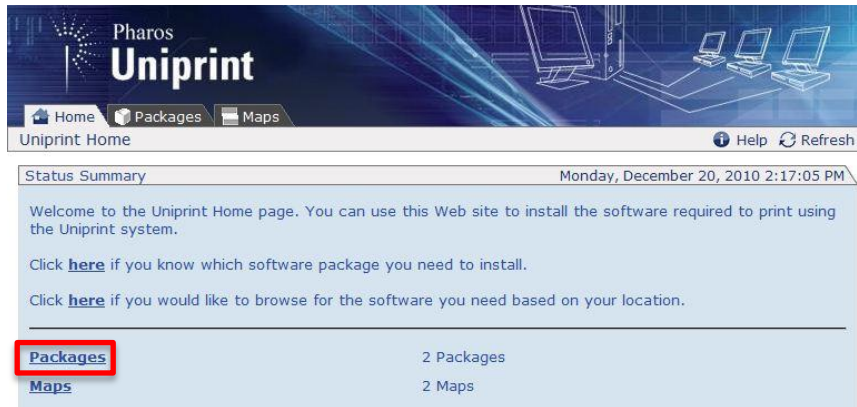 Pharos
Uniprint
Home Packages Maps
Uniprint Home Help Refresh
Status Summary Monday, December 20, 2010 2:17:05 PM
Welcome to the Uniprint Home page. You can use this Web site to install the software required to print using
the Uniprint system.
Click here if you know which software package you need to install.
Click here if you would like to browse for the software you need based on your location.
Packages 2 Packages
Maps 2 Maps